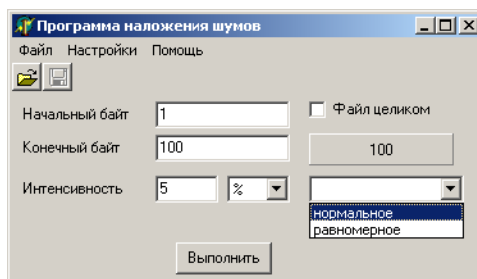 Программа наложения шумов
Файл Настройки Помощь
Начальный байт 1 Файл целиком
Конечный байт 100 100
Интенсивность 5 %
нормальное
равномерное
Выполнить